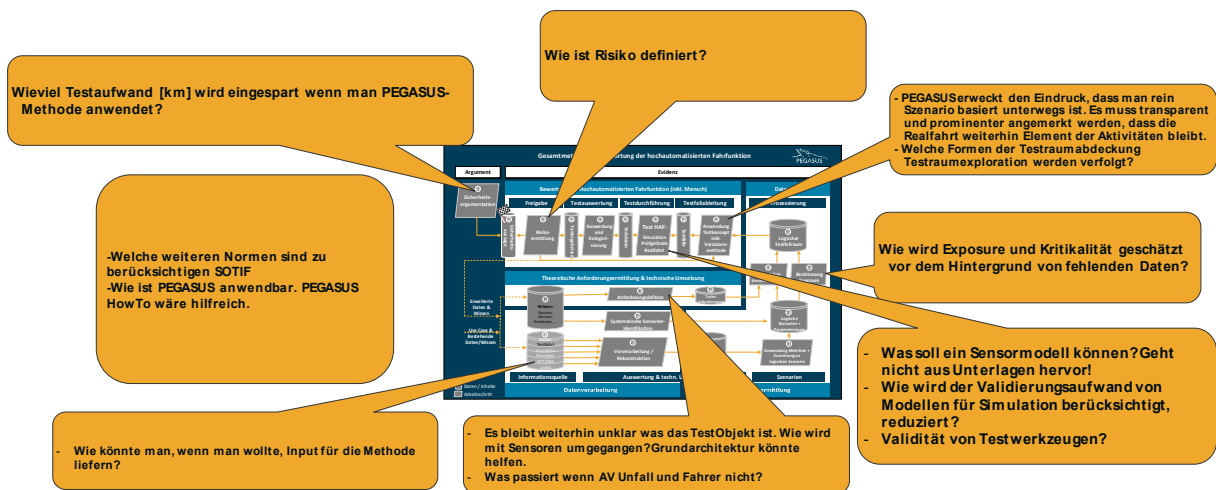 Wie ist Risiko definiert?
Wieviel Testaufwand [km] wird eingespart wenn man PEGASUS-
Methode anwendet?
- PEGASUS erweckt den Eindruck, dass man rein
Szenario basiert unterwegs ist. Es muss transparent
und prominenter angemerkt werden, dass die
Realfahrt weiterhin Element der Aktivitäten bleibt.
- Welche Formen der Testraumabdeckung
Testraumexploration werden verfolgt?
-Welche weiteren Normen sind zu
berücksichtigen SOTIF
-Wie ist PEGASUS anwendbar. PEGASUS
HowTo wäre hilfreich.
Wie wird Exposure und Kritikalität geschätzt
vor dem Hintergrund von fehlenden Daten?
- Was soll ein Sensormodell können? Geht
nicht aus Unterlagen hervor!
- Wie wird der Validierungsaufwand von
Modellen für Simulation berücksichtigt,
reduziert?
- Validität von Testwerkzeugen?
- Wie könnte man, wenn man wollte, Input für die Methode
liefern?
- Es bleibt weiterhin unklar was das TestObjekt ist. Wie wird
mit Sensoren umgegangen? Grundarchitektur könnte
helfen.
- Was passiert wenn AV Unfall und Fahrer nicht?
der hochautomatisierten Fahrfunktion
PEGASUS
Argument
Evidenz
hochautomatisierten Fahrfunktion (inkl. Mensch)
Freigabe
Testauswertung
Testdurchführung
Testfallableitung
Sicherheits-
argumentation
Risiko-
ermittlung
Auswertung
und Kategori-
sierung
Test HAF:
Simulation
Prüfgelände
Realfahrt
Anwendung
Testkonzept
inkl.
Variations-
methode
Logischer
Testfallraum
Theoretische Anforderungsermittlung & technische Umsetzung
Anforderungsdefinition
Systematische Szenarien-
identifikation
Vorverarbeitung /
Rekonstruktion
Wissen
Erweiterte
Daten &
Wissen
Use Case &
Bestehende
Daten/Wissen
Logische
Szenarien +
Informationsquelle
Auswertung & techn.
Szenarien
Datenverarbeitung
Daten / Inhalte
Arbeitsschritt